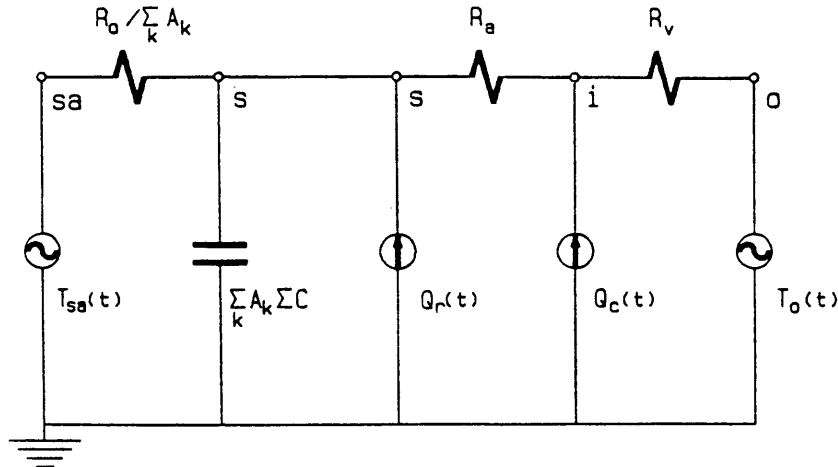 R_o / Σ_k A_k
R_a
R_v
sa
s
s
i
o
T_sa(t)
Σ_k A_k ΣC
Q_r(t)
Q_c(t)
T_o(t)